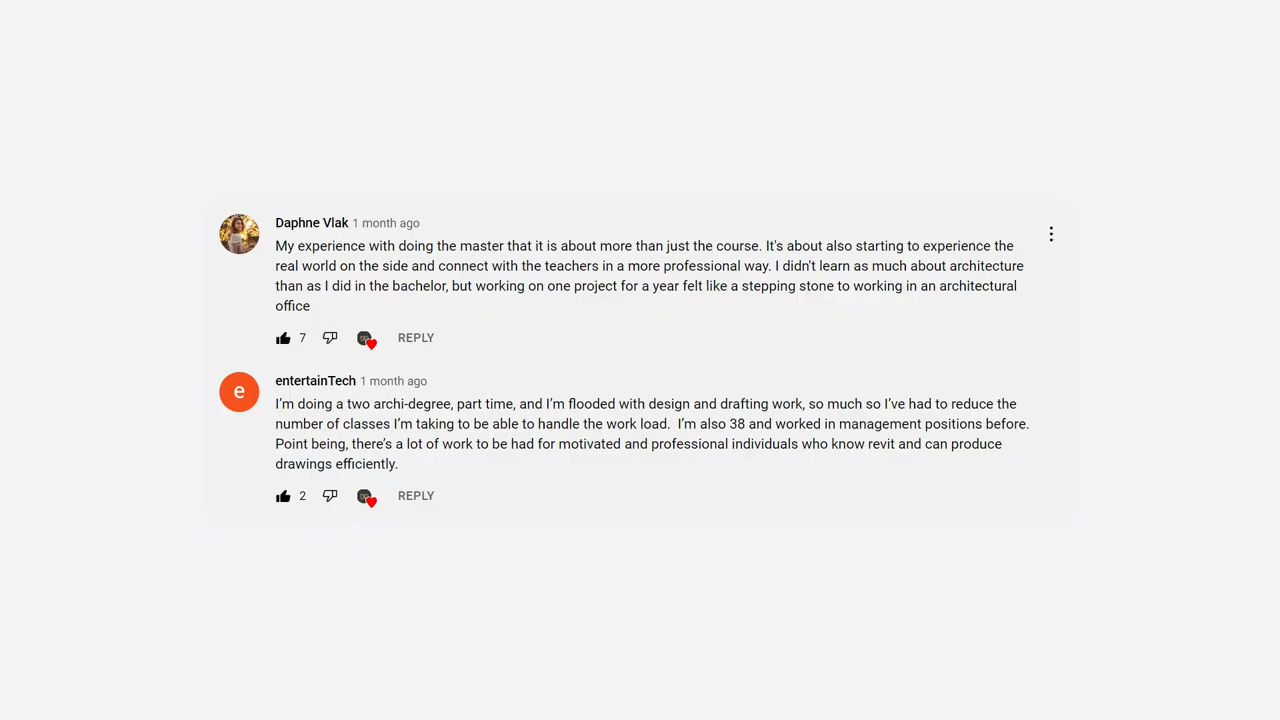 Daphne Vlak 1 month ago
My experience with doing the master that it is about more than just the course. It's about also starting to experience the
real world on the side and connect with the teachers in a more professional way. I didn't learn as much about architecture
than as I did in the bachelor, but working on one project for a year felt like a stepping stone to working in an architectural
office
7 REPLY
e
entertainTech 1 month ago
I’m doing a two archi-degree, part time, and I’m flooded with design and drafting work, so much so I’ve had to reduce the
number of classes I’m taking to be able to handle the work load.  I’m also 38 and worked in management positions before.
Point being, there’s a lot of work to be had for motivated and professional individuals who know revit and can produce
drawings efficiently.
2 REPLY